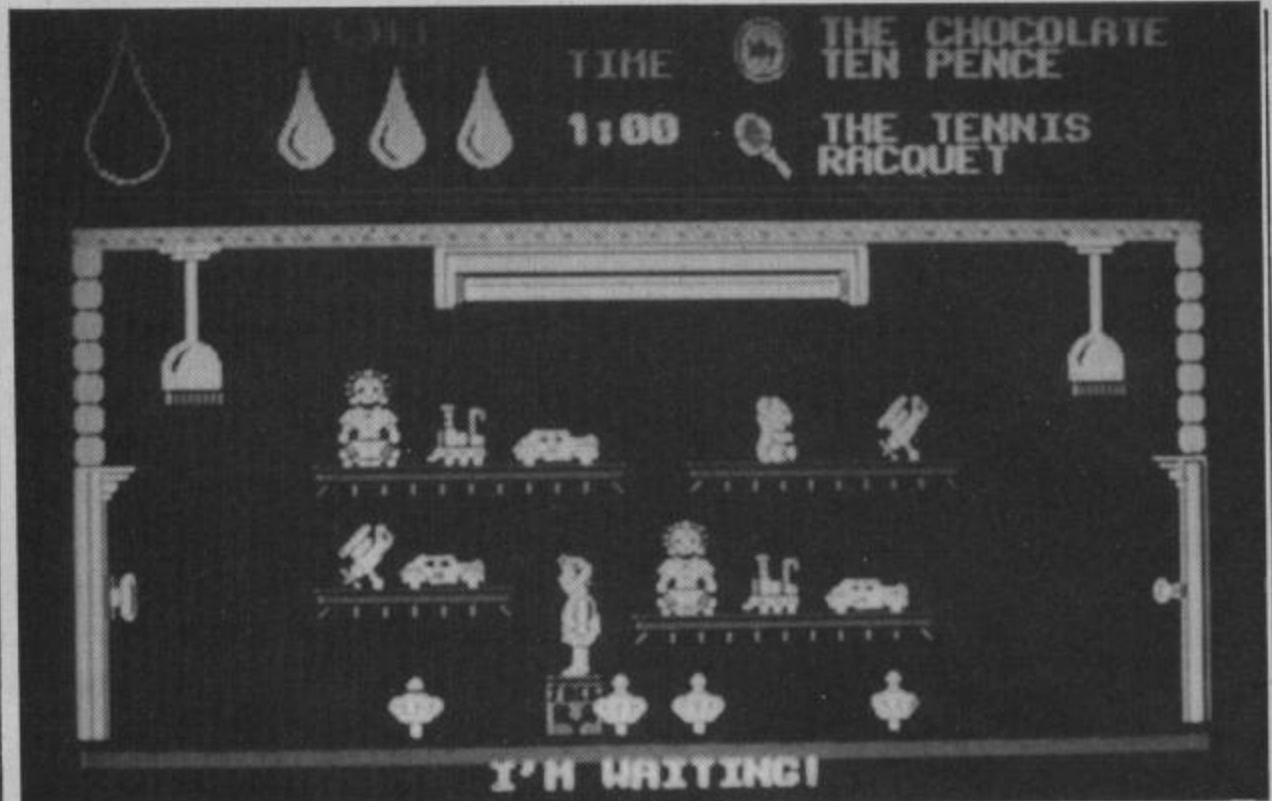 THE CHOCOLATE
TEN PENCE
TIME
1:00
THE TENNIS
RACQUET
I'M WAITING!